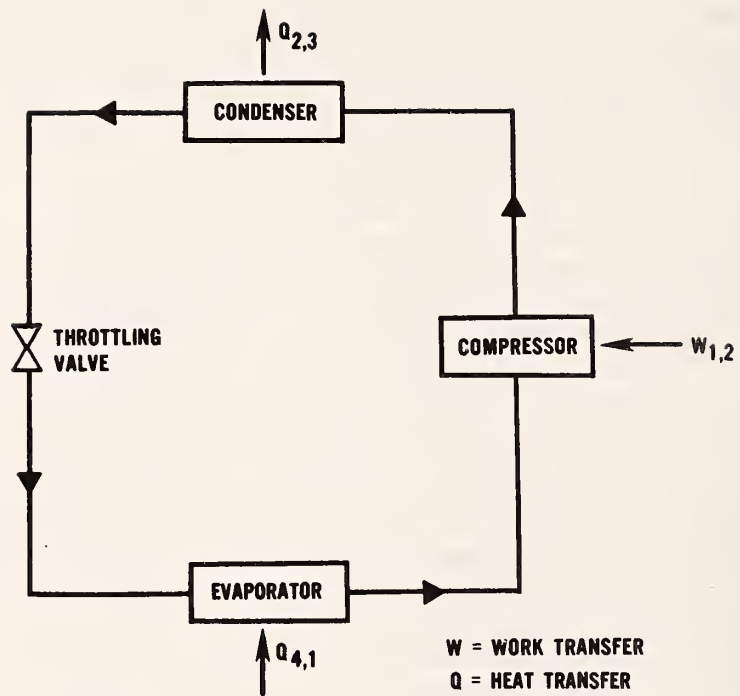 Q2,3
CONDENSER
THROTTLING
VALVE
COMPRESSOR
W1,2
EVAPORATOR
Q4,1
W = WORK TRANSFER
Q = HEAT TRANSFER